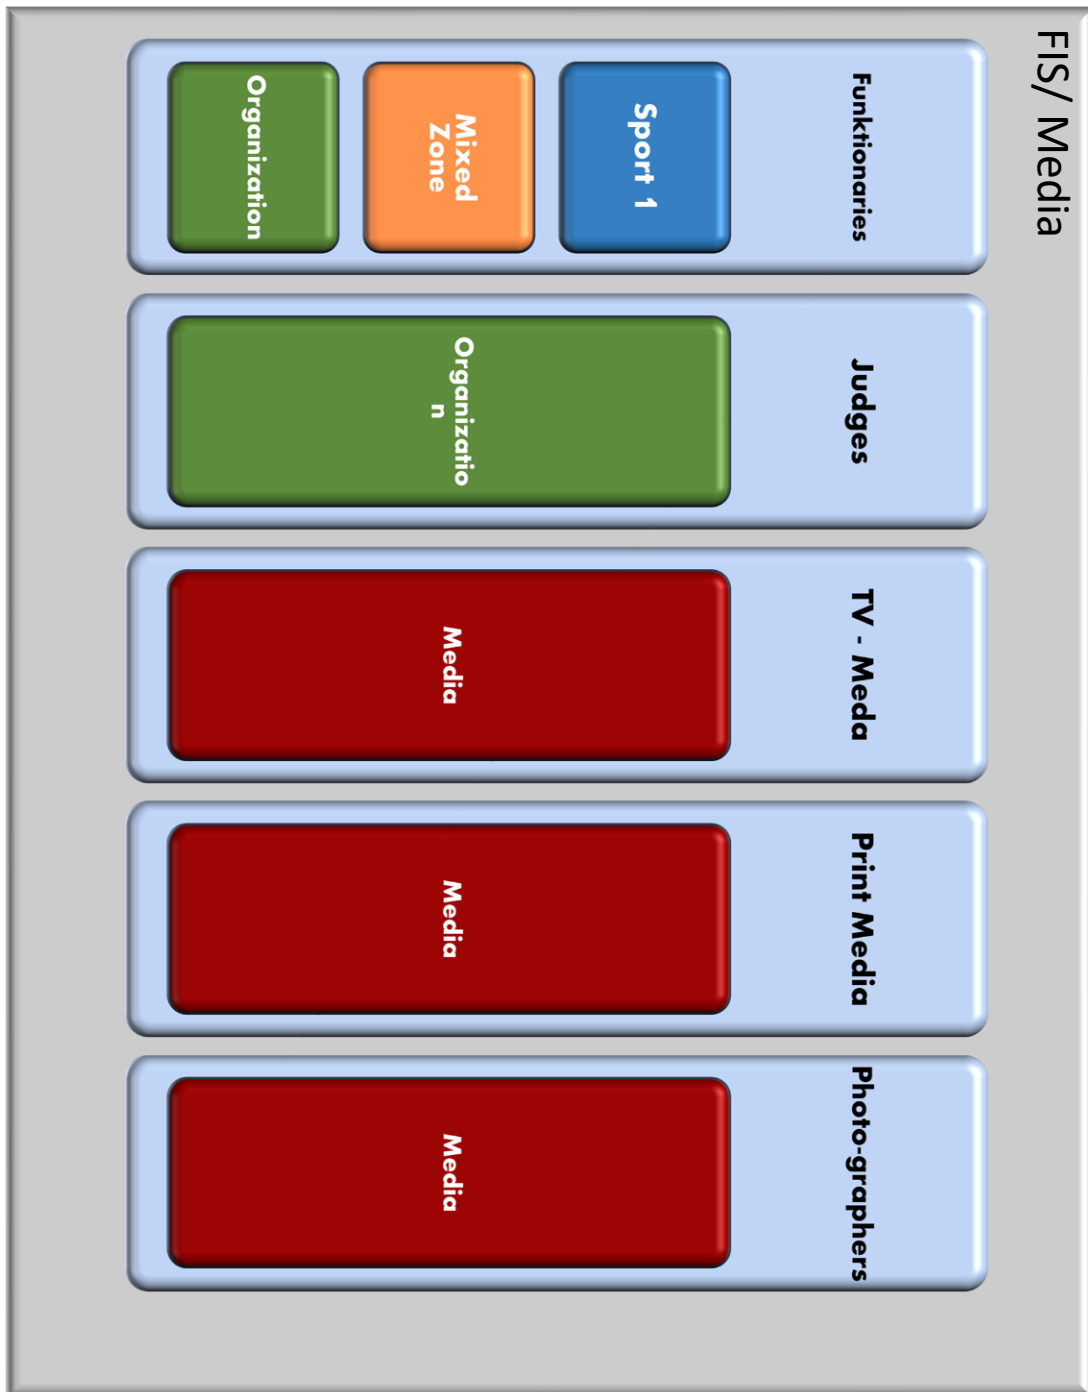 FIS/ Media
Funktionaries
Sport 1
Mixed
Zone
Organization
Judges
Organizatio
n
TV - Meda
Media
Print Media
Media
Photo-graphers
Media